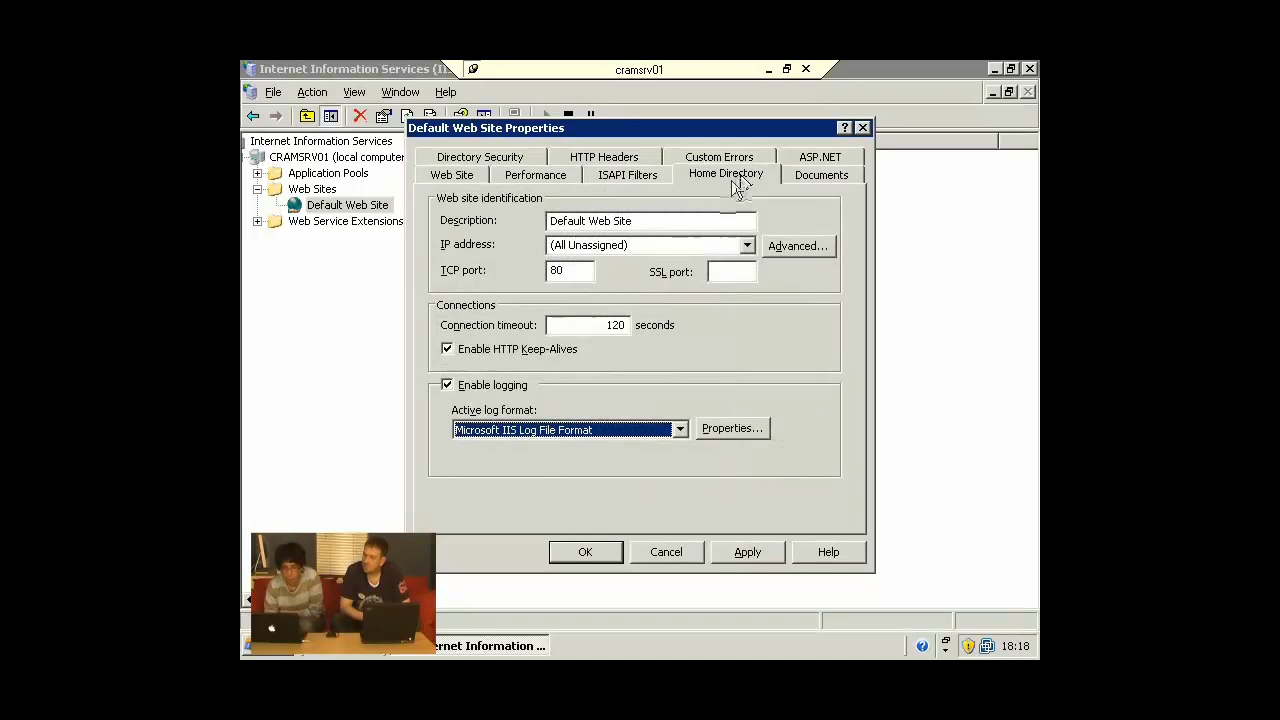 Internet Information Services (I
cramsrv01
File Action View Window Help
Default Web Site Properties
Internet Information Services
CRAMSRV01 (local compute
Application Pools
Web Sites
Default Web Site
Web Service Extensions
Directory Security HTTP Headers Custom Errors ASP.NET
Web Site Performance ISAPI Filters Home Directory Documents
Web site identification
Description: Default Web Site
IP address: (All Unassigned) Advanced...
TCP port: 80 SSL port:
Connections
Connection timeout: 120 seconds
Enable HTTP Keep-Alives
Enable logging
Active log format:
Microsoft IIS Log File Format Properties...
OK Cancel Apply Help
ernet Information ... 18:18